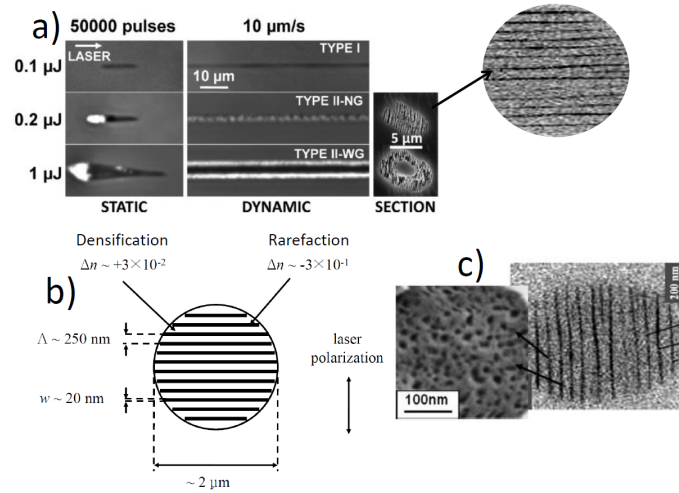 a)
50000 pulses
10 μm/s
LASER
TYPE I
0.1 μJ
10 μm
TYPE II-NG
0.2 μJ
5 μm
TYPE II-WG
1 μJ
STATIC
DYNAMIC
SECTION
Densification
Rarefaction
Δn ~ +3×10⁻²
Δn ~ -3×10⁻¹
b)
c)
Λ ~ 250 nm
laser
polarization
w ~ 20 nm
~ 2 μm
200 nm
100nm